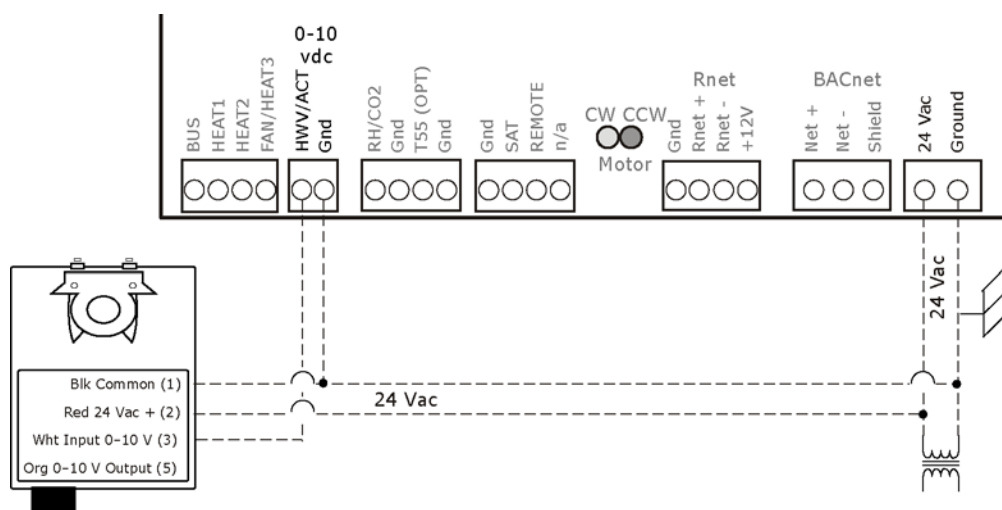 0-10
vdc
BUS
HEAT1
HEAT2
FAN/HEAT3
HWV/ACT
Gnd
RH/CO2
Gnd
T55 (OPT)
Gnd
Gnd
SAT
REMOTE
n/a
CW CCW
Motor
Rnet
Gnd
Rnet +
Rnet -
+12V
BACnet
Net +
Net -
Shield
24 Vac
Ground
24 Vac
Blk Common (1)
Red 24 Vac + (2)
Wht Input 0-10 V (3)
Org 0-10 V Output (5)
24 Vac